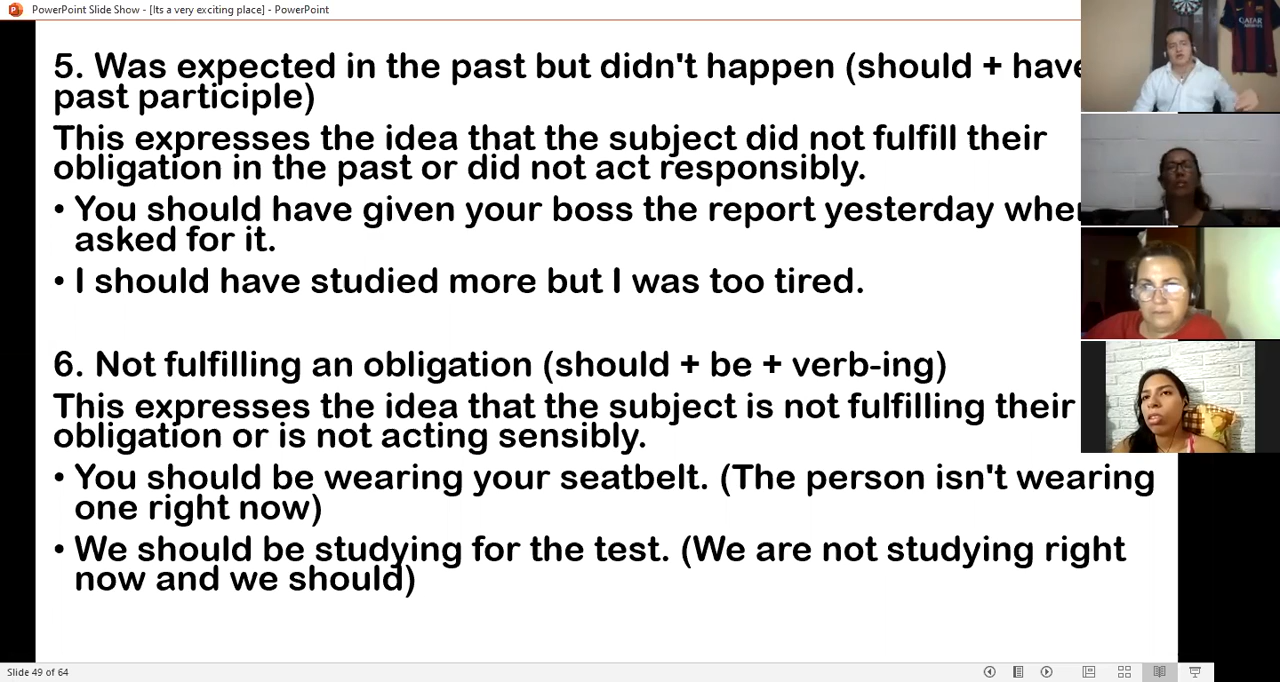 PowerPoint Slide Show - [Its a very exciting place] - PowerPoint
5. Was expected in the past but didn't happen (should + have
past participle)
This expresses the idea that the subject did not fulfill their
obligation in the past or did not act responsibly.
• You should have given your boss the report yesterday when
asked for it.
• I should have studied more but I was too tired.
6. Not fulfilling an obligation (should + be + verb-ing)
This expresses the idea that the subject is not fulfilling their
obligation or is not acting sensibly.
• You should be wearing your seatbelt. (The person isn't wearing
one right now)
• We should be studying for the test. (We are not studying right
now and we should)
Slide 49 of 64
QATAR